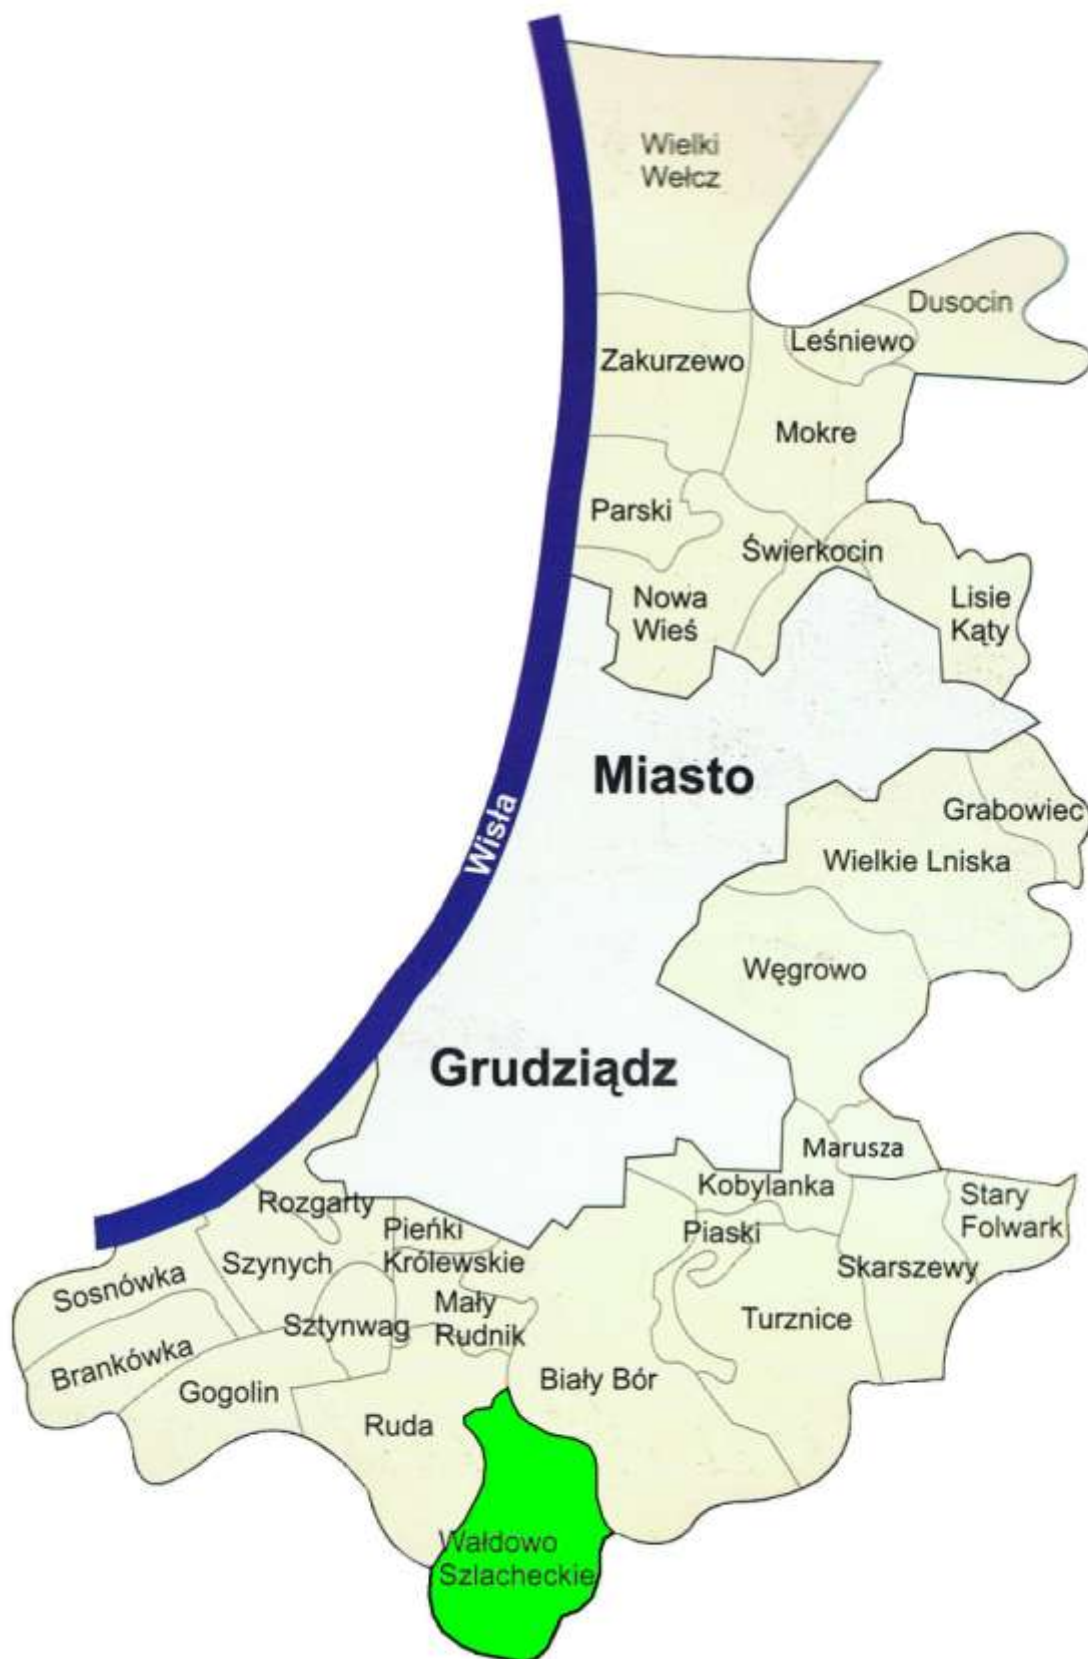 Wielki
Wełcz
Dusocin
Leśniewo
Zakurzewo
Mokre
Parski
Świerkocin
Nowa
Wieś
Lisie
Kąty
Miasto
Wisła
Grabowiec
Wielkie Lniska
Węgrowo
Grudziądz
Marusza
Kobylanka
Stary
Folwark
Rozgarty
Pieńki
Królewskie
Piaski
Szynych
Skarszewy
Sosnówka
Mały
Rudnik
Sztynwag
Turznice
Brankówka
Gogolin
Biały Bór
Ruda
Wałdowo
Szlacheckie